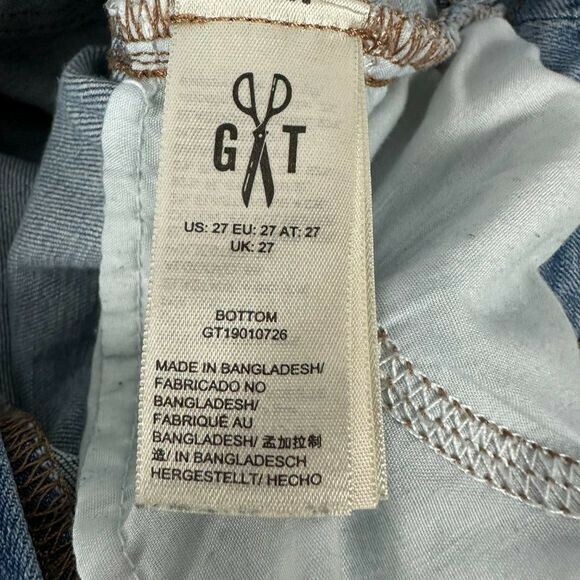 G T
US: 27 EU: 27 AT: 27
UK: 27
BOTTOM
GT19010726
MADE IN BANGLADESH/
FABRICADO NO
BANGLADESH/
FABRIQUÉ AU
BANGLADESH/ 孟加拉制
造/ IN BANGLADESCH
HERGESTELLT/ HECHO